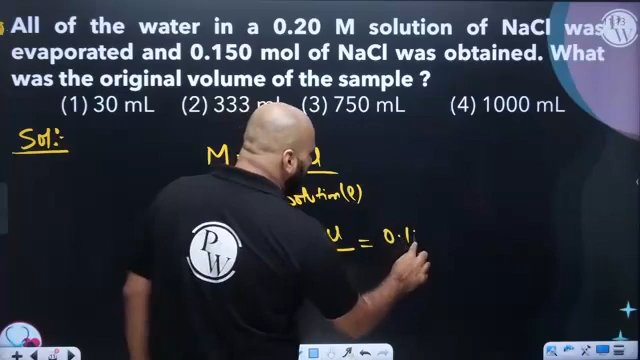 All of the water in a 0.20 M solution of NaCl was
evaporated and 0.150 mol of NaCl was obtained. What
was the original volume of the sample ?
(1) 30 mL (2) 333 mL (3) 750 mL (4) 1000 mL
Sol:-
M
solution(l)
= 0.1
P
W